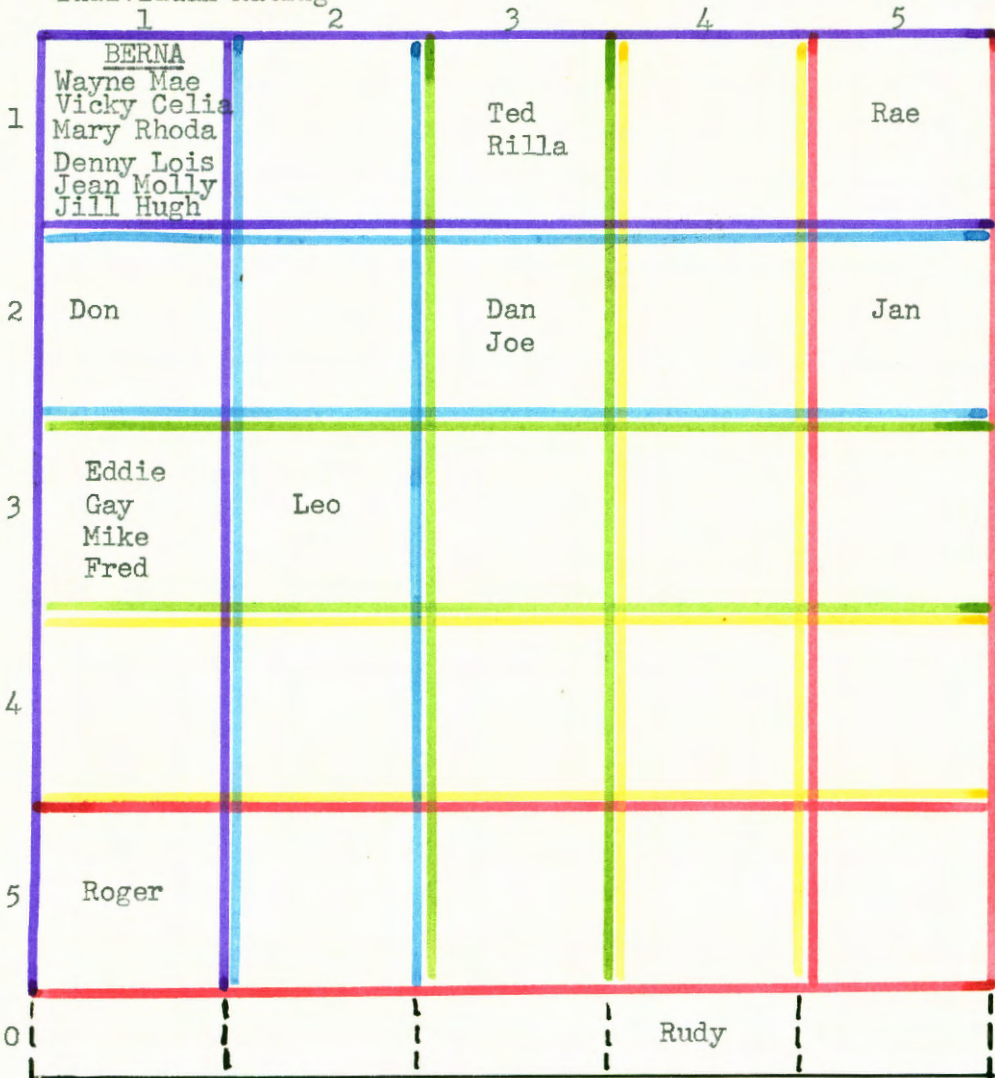 1 2 3 4 5
BERNA
Wayne Mae
Vicky Celia
1 Ted Rae
Mary Rhoda
Rilla
Denny Lois
Jean Molly
Jill Hugh
2 Don Dan Jan
Joe
Eddie
3 Gay Leo
Mike
Fred
4
5 Roger
0 Rudy